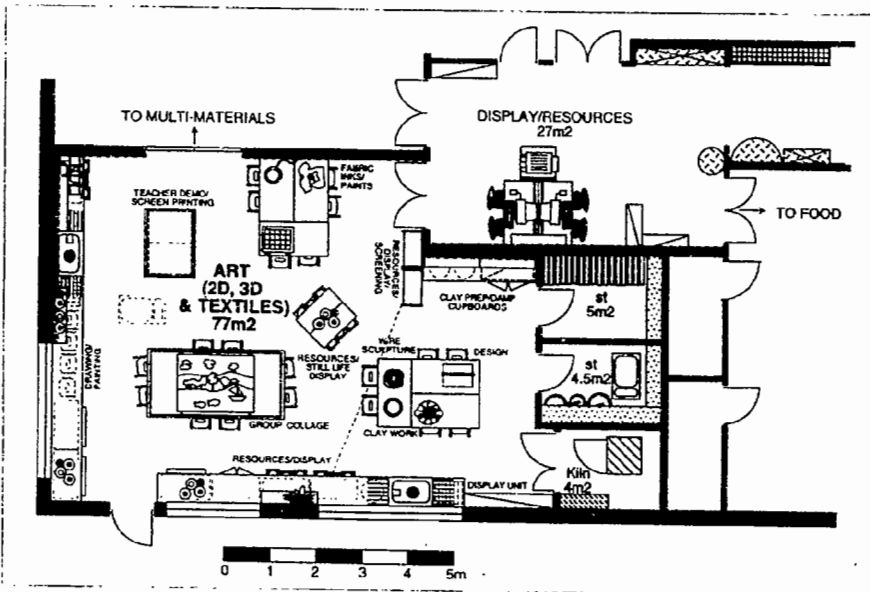 TO MULTI-MATERIALS
DISPLAY/RESOURCES
27m2
FABRIC
INKS/
PAINTS
TEACHER DEMO/
SCREEN PRINTING
TO FOOD
RESOURCES/
DISPLAY/
SCREENING
ART
(2D, 3D
& TEXTILES)
77m2
CLAY PREP/DAMP
CUPBOARDS
st
5m2
DRAWING/
PAINTING
RESOURCES/
STILL LIFE
DISPLAY
WIRE
SCULPTURE
DESIGN
st
4.5m2
GROUP COLLAGE
CLAY WORK
RESOURCES/DISPLAY
DISPLAY UNIT
Kiln
4m2
0 1 2 3 4 5m